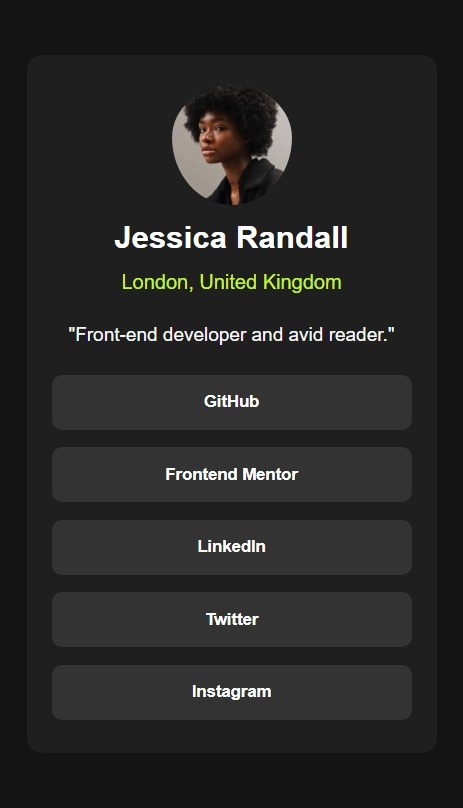 Jessica Randall
London, United Kingdom
"Front-end developer and avid reader."
GitHub
Frontend Mentor
LinkedIn
Twitter
Instagram